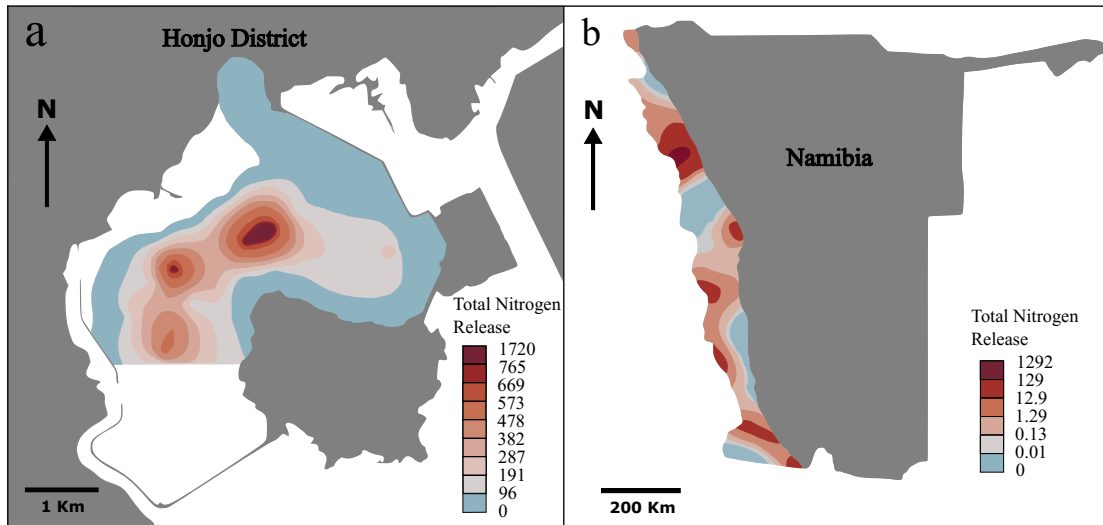 a
Honjo District
N
Total Nitrogen
Release
1720
765
669
573
478
382
287
191
96
0
1 Km
b
N
Namibia
Total Nitrogen
Release
1292
129
12.9
1.29
0.13
0.01
0
200 Km